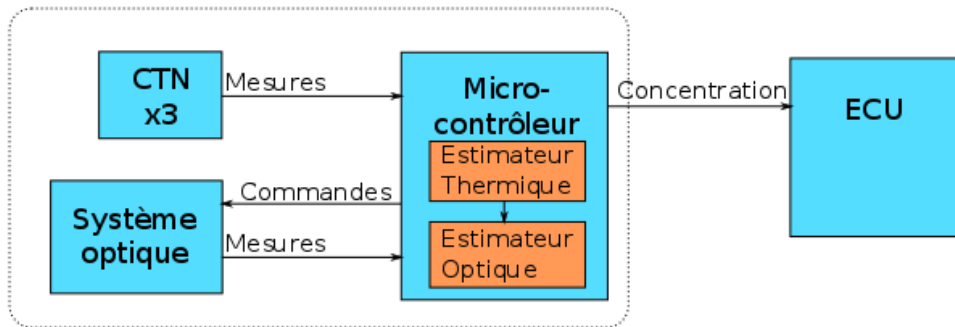 CTN
x3
Mesures
Système
optique
Commandes
Mesures
Micro-
contrôleur
Estimateur
Thermique
Estimateur
Optique
Concentration
ECU